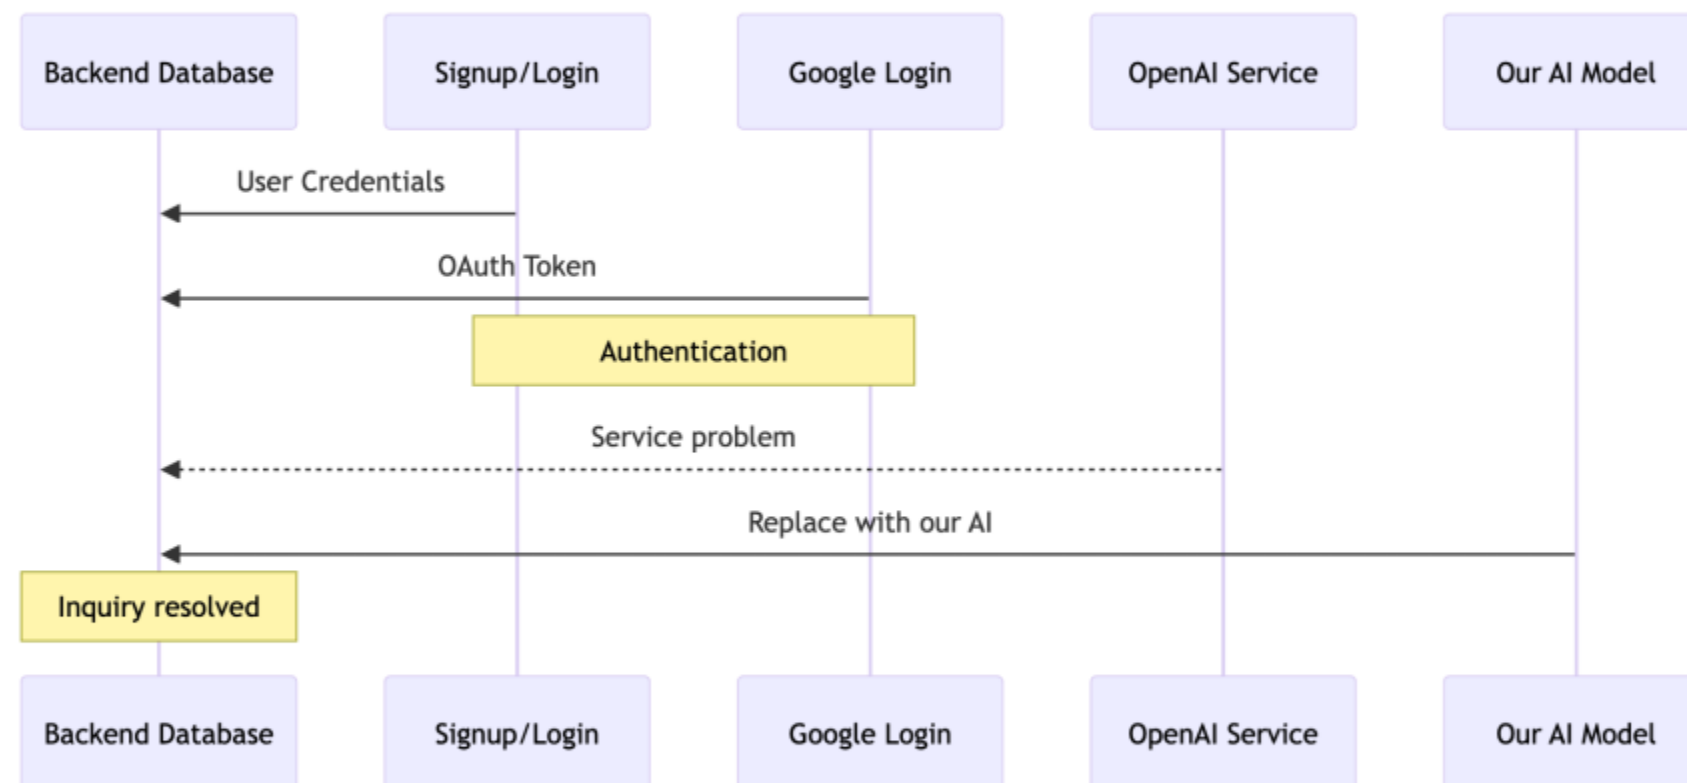 Backend Database
Signup/Login
Google Login
OpenAI Service
Our AI Model
User Credentials
OAuth Token
Authentication
Service problem
Replace with our AI
Inquiry resolved
Backend Database
Signup/Login
Google Login
OpenAI Service
Our AI Model